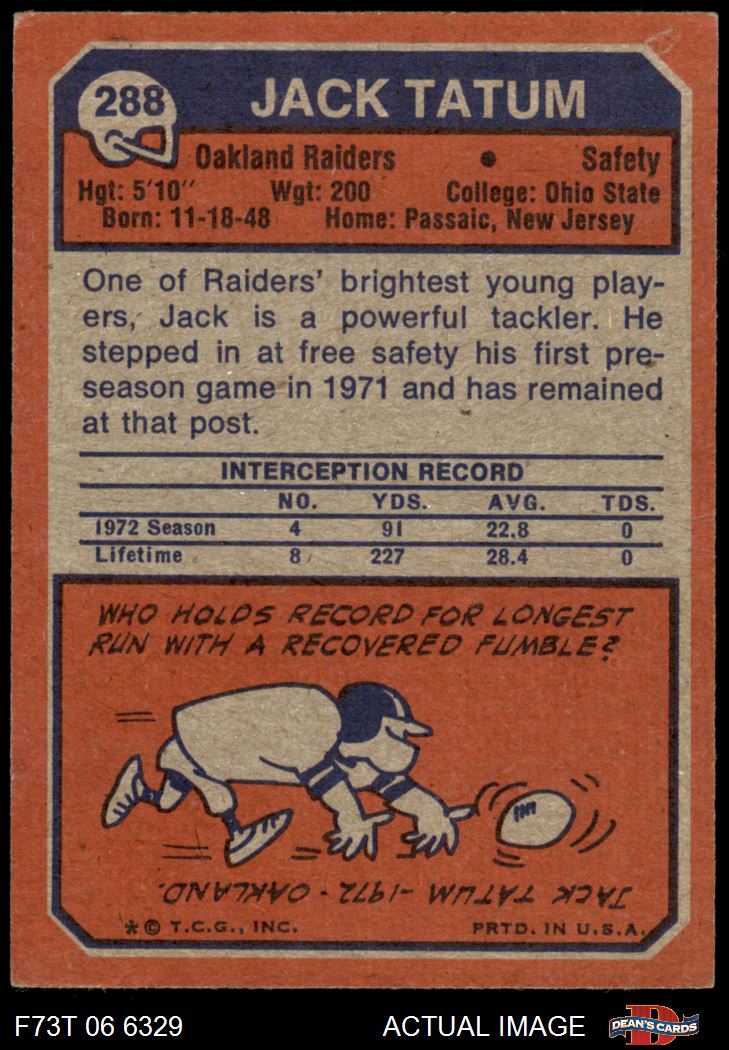 288
JACK TATUM
Oakland Raiders • Safety
Hgt: 5'10" Wgt: 200 College: Ohio State
Born: 11-18-48 Home: Passaic, New Jersey
One of Raiders' brightest young play-
ers, Jack is a powerful tackler. He
stepped in at free safety his first pre-
season game in 1971 and has remained
at that post.
INTERCEPTION RECORD
NO. YDS. AVG. TDS.
1972 Season 4 91 22.8 0
Lifetime 8 227 28.4 0
WHO HOLDS RECORD FOR LONGEST
RUN WITH A RECOVERED FUMBLE?
JACK TATUM -1972- OAKLAND.
* © T.C.G., INC. PRTD. IN U.S.A.
F73T 06 6329 ACTUAL IMAGE D DEAN'S CARDS